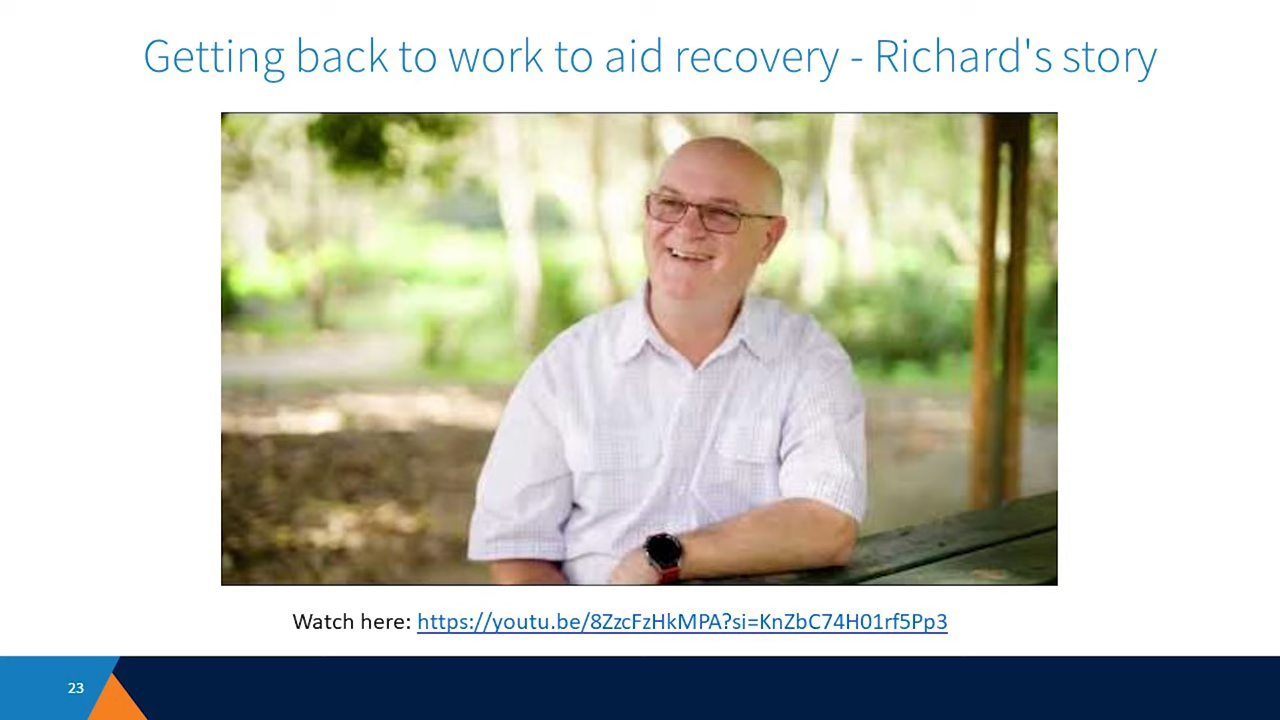 Getting back to work to aid recovery - Richard's story
Watch here: https://youtu.be/8ZzcFzHkMPA?si=KnZbC74H01rf5Pp3
23